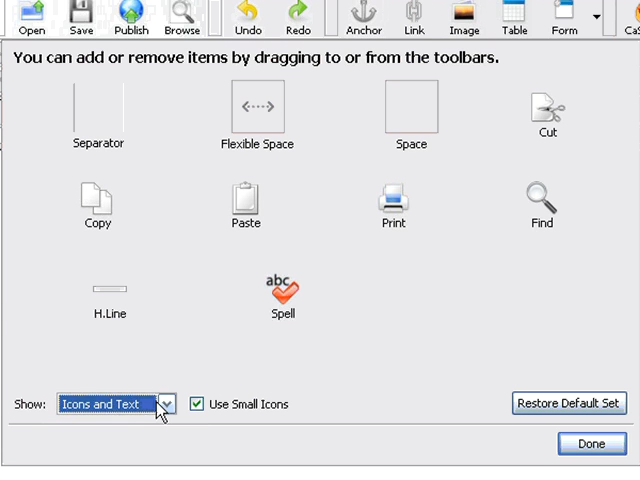 Open Save Publish Browse Undo Redo Anchor Link Image Table Form
You can add or remove items by dragging to or from the toolbars.
Separator Flexible Space Space Cut
Copy Paste Print Find
abc
H.Line Spell
Show: Icons and Text Use Small Icons Restore Default Set
Done